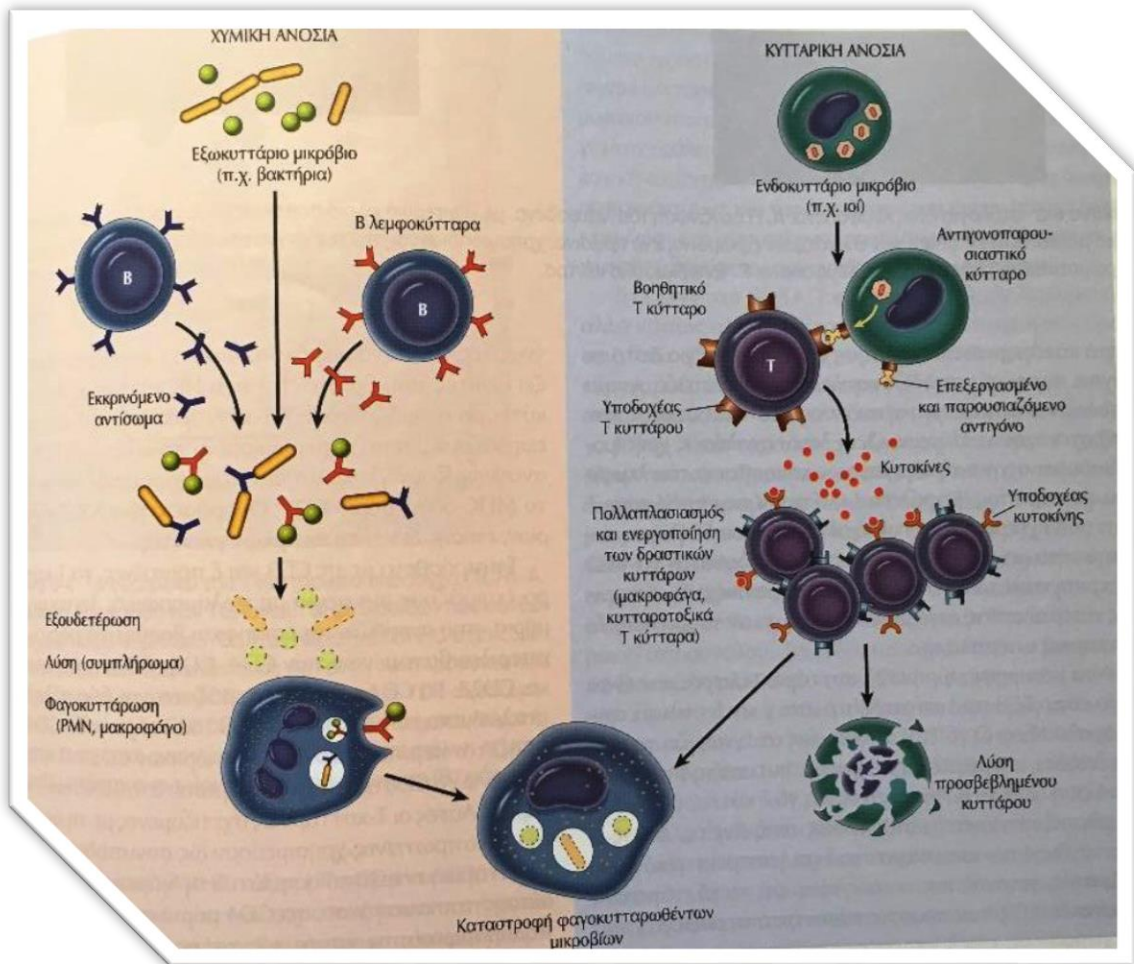 ΧΥΜΙΚΗ ΑΝΟΣΙΑ
Εξωκυττάριο μικρόβιο
(π.χ. βακτήρια)
Β λεμφοκύτταρα
B
B
Εκκρινόμενο
αντίσωμα
Εξουδετέρωση
Λύση (συμπλήρωμα)
Φαγοκυττάρωση
(PMN, μακροφάγο)
ΚΥΤΤΑΡΙΚΗ ΑΝΟΣΙΑ
Ενδοκυττάριο μικρόβιο
(π.χ. ιοί)
Αντιγονοπαρου-
σιαστικό
κύτταρο
Βοηθητικό
Τ κύτταρο
T
Υποδοχέας
Τ κυττάρου
Επεξεργασμένο
και παρουσιαζόμενο
αντιγόνο
Κυτοκίνες
Υποδοχέας
κυτοκίνης
Πολλαπλασιασμός
και ενεργοποίηση
των δραστικών
κυττάρων
(μακροφάγα,
κυτταροτοξικά
Τ κύτταρα)
Λύση
προσβεβλημένου
κυττάρου
Καταστροφή φαγοκυτταρωθέντων
μικροβίων